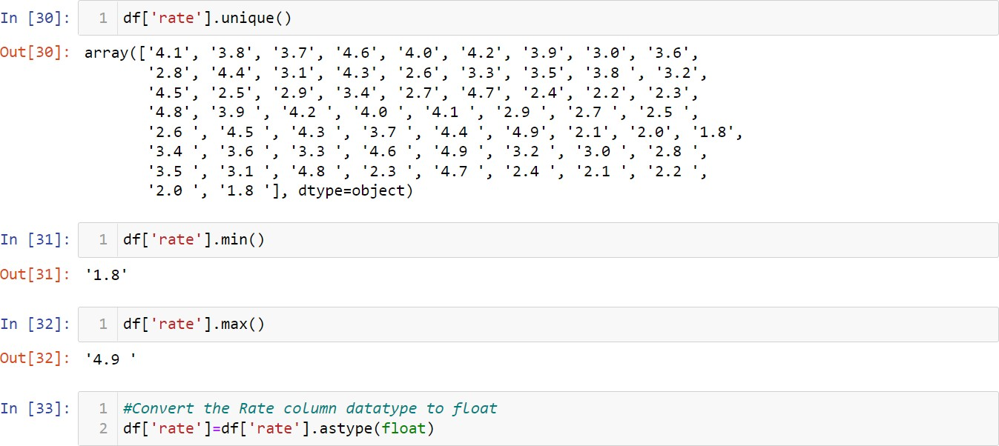 In [30]: 1 df['rate'].unique()
Out[30]: array(['4.1', '3.8', '3.7', '4.6', '4.0', '4.2', '3.9', '3.0', '3.6',
'2.8', '4.4', '3.1', '4.3', '2.6', '3.3', '3.5', '3.8 ', '3.2',
'4.5', '2.5', '2.9', '3.4', '2.7', '4.7', '2.4', '2.2', '2.3',
'4.8', '3.9 ', '4.2 ', '4.0 ', '4.1 ', '2.9 ', '2.7 ', '2.5 ',
'2.6 ', '4.5 ', '4.3 ', '3.7 ', '4.4 ', '4.9', '2.1', '2.0', '1.8',
'3.4 ', '3.6 ', '3.3 ', '4.6 ', '4.9 ', '3.2 ', '3.0 ', '2.8 ',
'3.5 ', '3.1 ', '4.8 ', '2.3 ', '4.7 ', '2.4 ', '2.1 ', '2.2 ',
'2.0 ', '1.8 '], dtype=object)
In [31]: 1 df['rate'].min()
Out[31]: '1.8'
In [32]: 1 df['rate'].max()
Out[32]: '4.9 '
In [33]: 1 #Convert the Rate column datatype to float
2 df['rate']=df['rate'].astype(float)